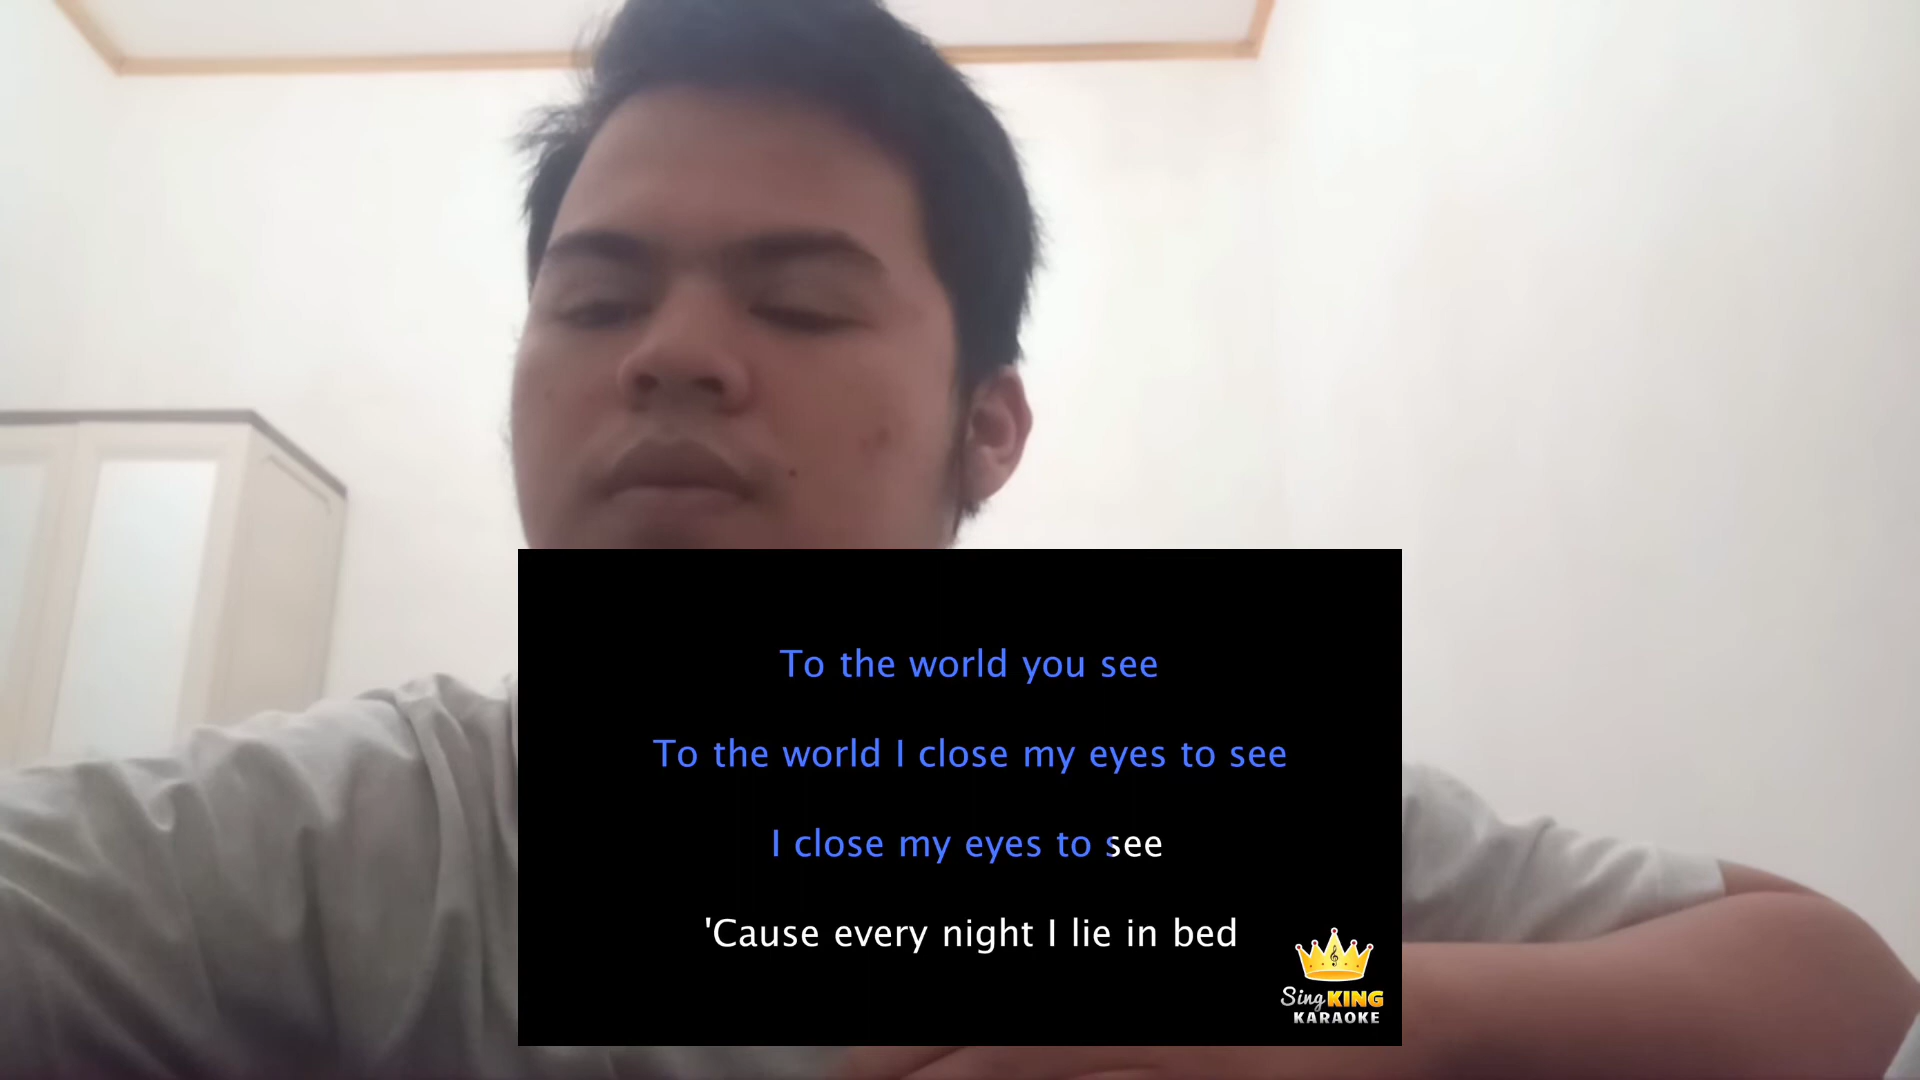 To the world you see
To the world I close my eyes to see
I close my eyes to see
'Cause every night I lie in bed
Sing KING
KARAOKE